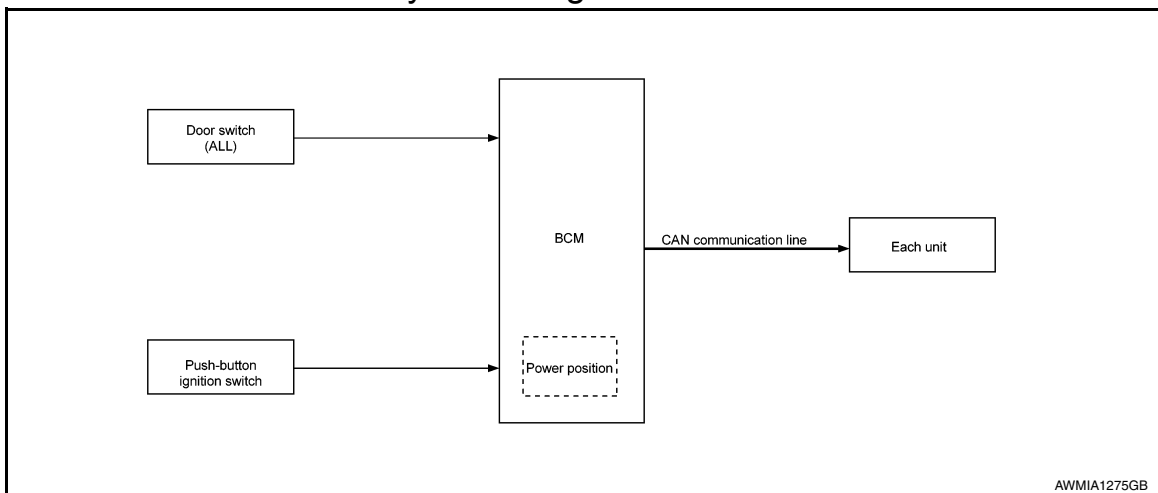 Door switch
(ALL)
BCM
CAN communication line
Each unit
Push-button
ignition switch
Power position
AWMIA1275GB